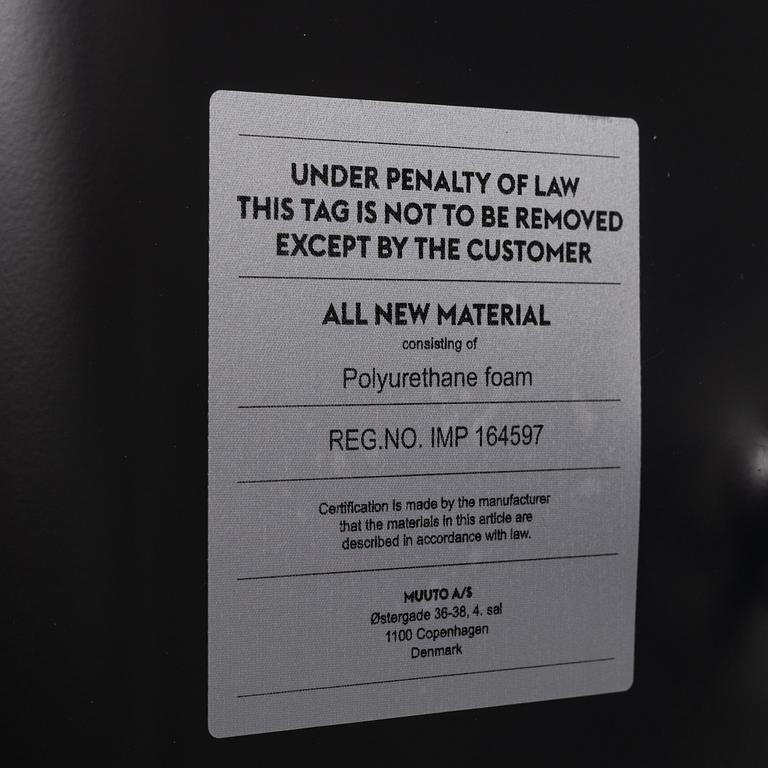 UNDER PENALTY OF LAW
THIS TAG IS NOT TO BE REMOVED
EXCEPT BY THE CUSTOMER
ALL NEW MATERIAL
consisting of
Polyurethane foam
REG.NO. IMP 164597
Certification is made by the manufacturer
that the materials in this article are
described in accordance with law.
MUUTO A/S
Østergade 36-38, 4. sal
1100 Copenhagen
Denmark